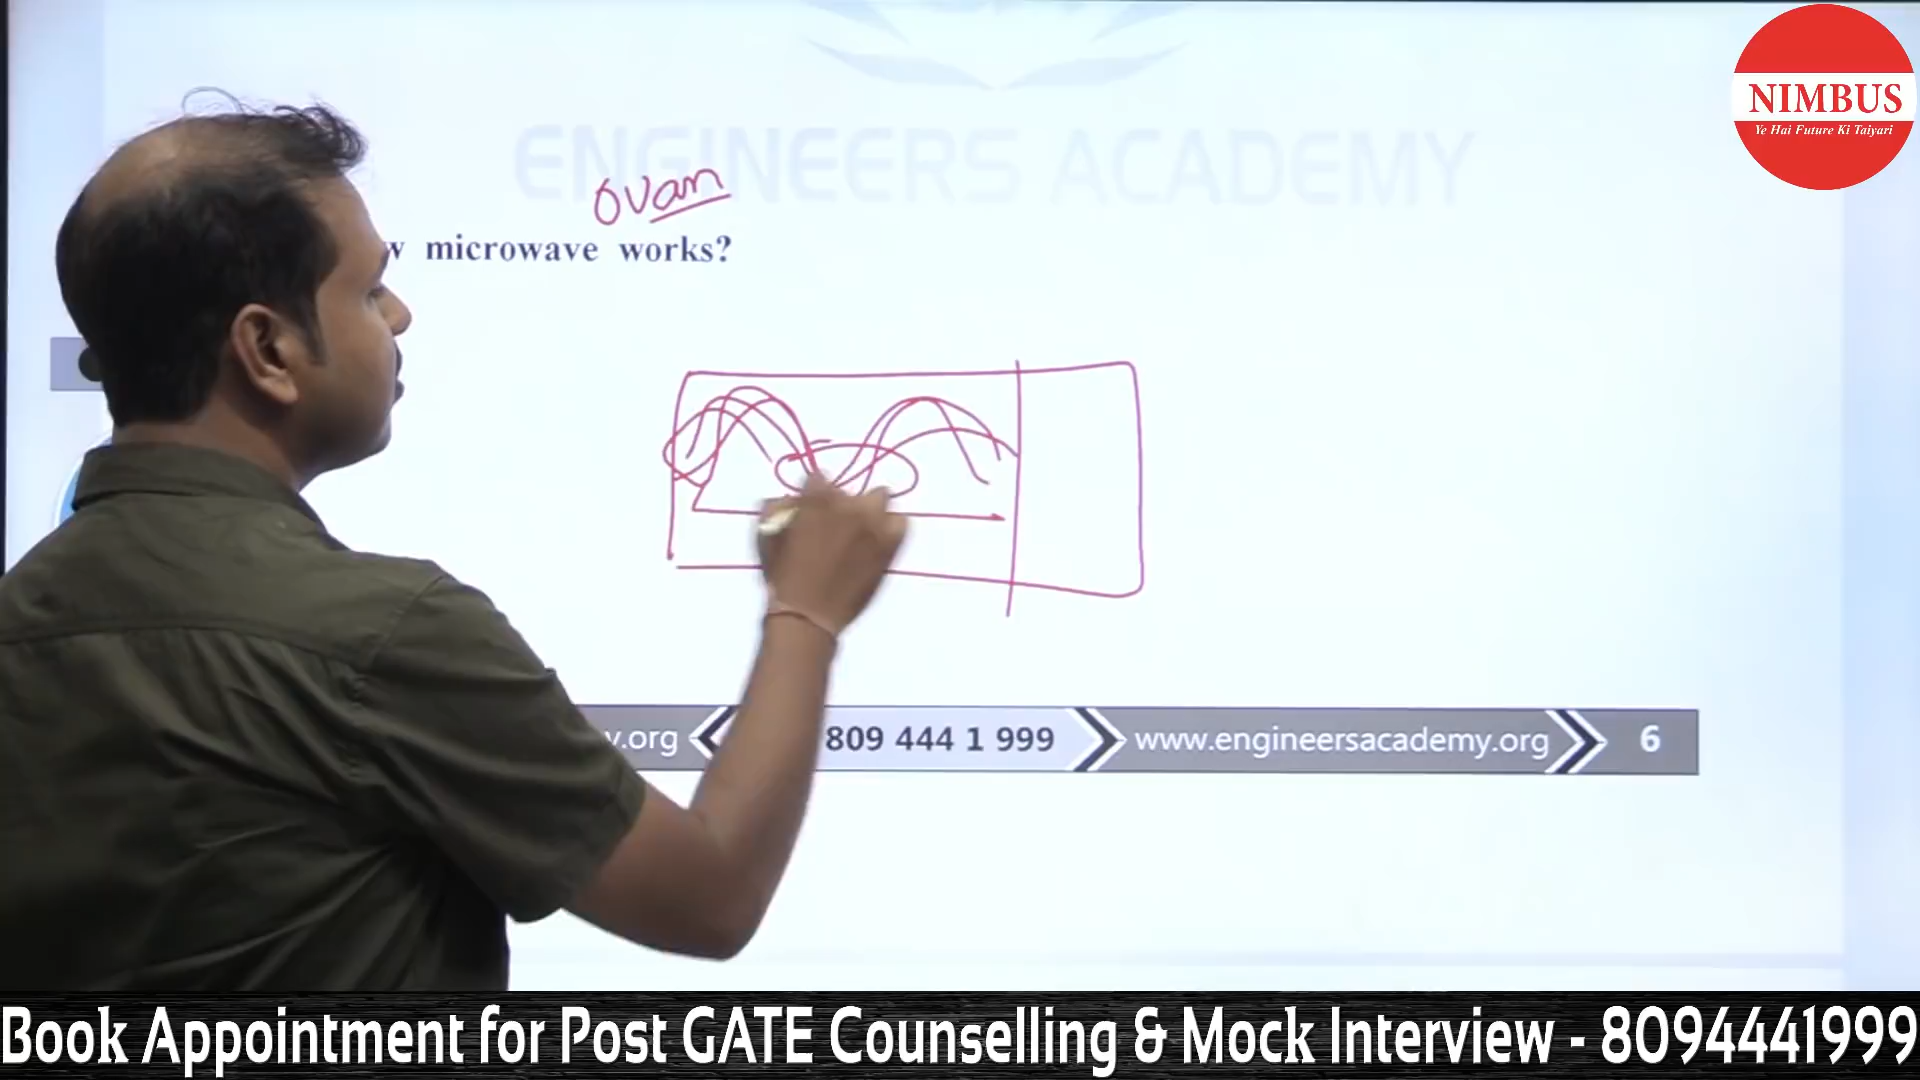 NIMBUS
Ye Hai Future Ki Taiyari
ENGINEERS ACADEMY
ovan
w microwave works?
y.org
809 444 1 999
www.engineersacademy.org
6
Book Appointment for Post GATE Counselling & Mock Interview - 8094441999